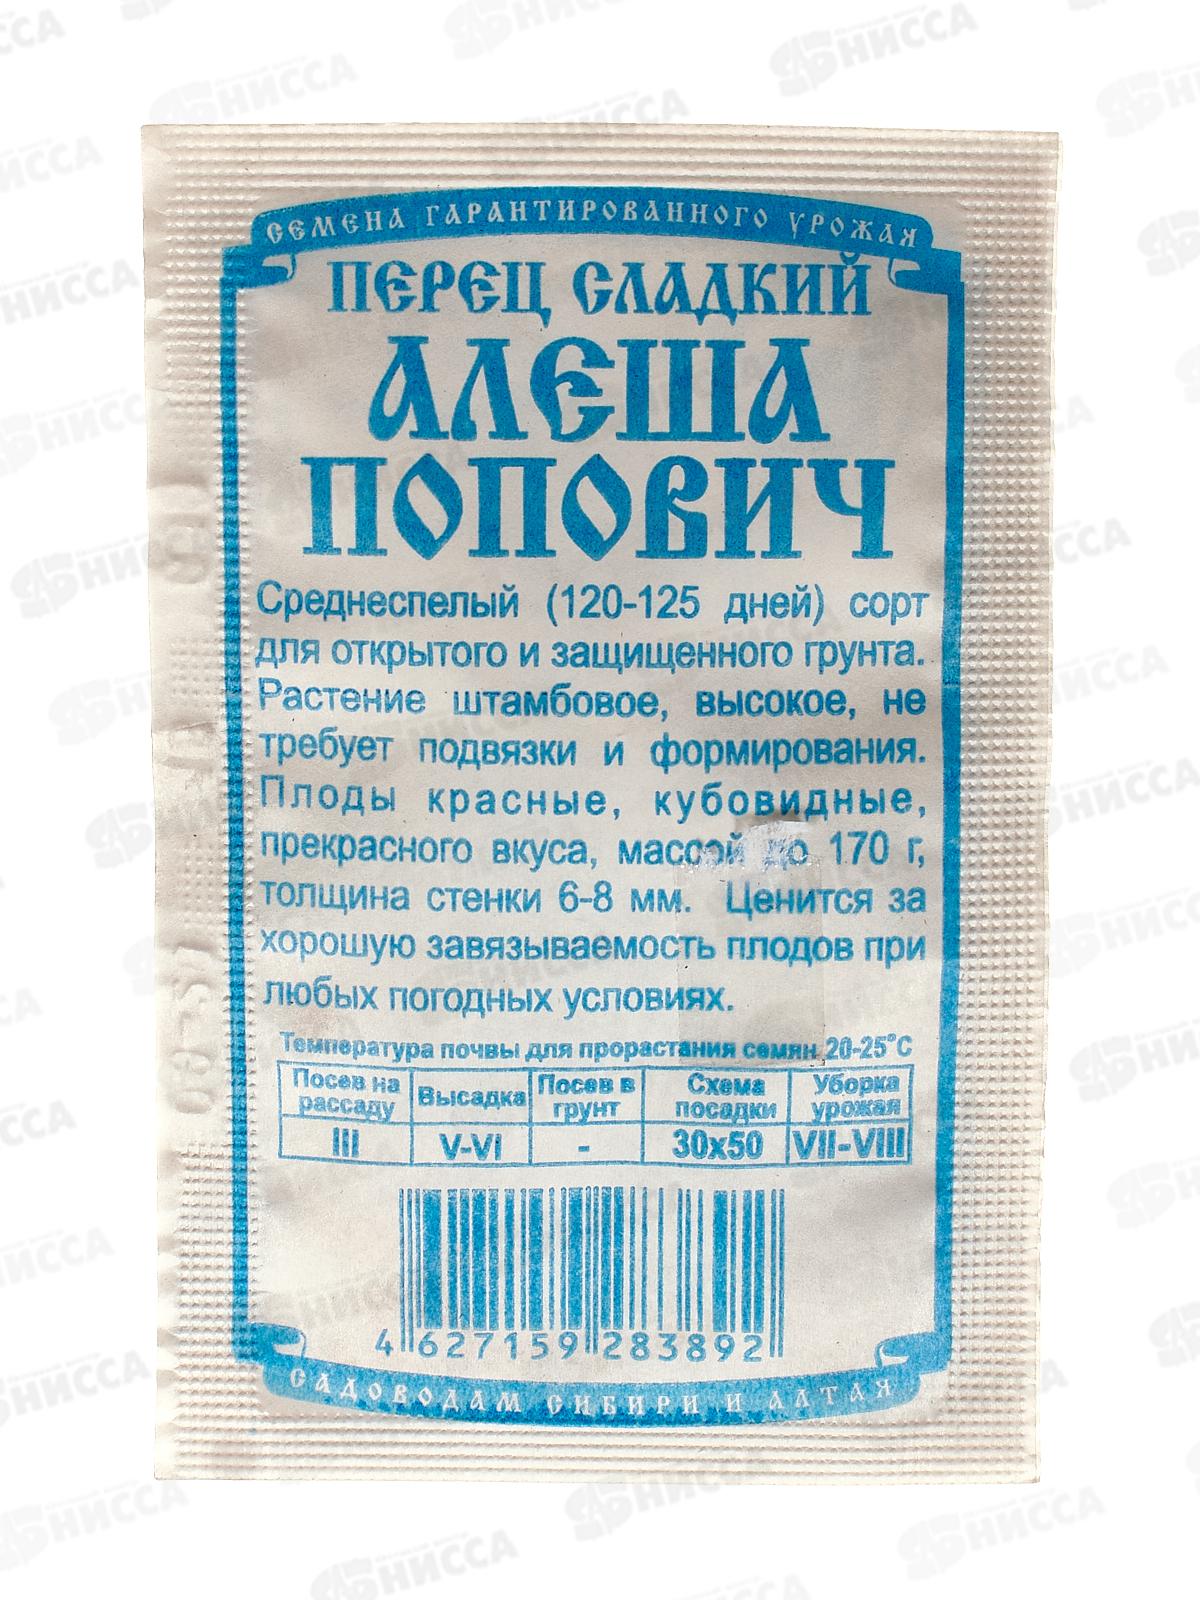 СЕМЕНА ГАРАНТИРОВАННОГО УРОЖАЯ
ПЕРЕЦ СЛАДКИЙ
АЛЕША
ПОПОВИЧ
Среднеспелый (120-125 дней) сорт
для открытого и защищенного грунта.
Растение штамбовое, высокое, не
требует подвязки и формирования.
Плоды красные, кубовидные,
прекрасного вкуса, массой до 170 г,
толщина стенки 6-8 мм. Ценится за
хорошую завязываемость плодов при
любых погодных условиях.
Температура почвы для прорастания семян 20-25°С
Посев на рассаду Высадка Посев в грунт Схема посадки Уборка урожая
III V-VI - 30х50 VII-VIII
4 627159 283892
САДОВОДАМ СИБИРИ И АЛТАЯ